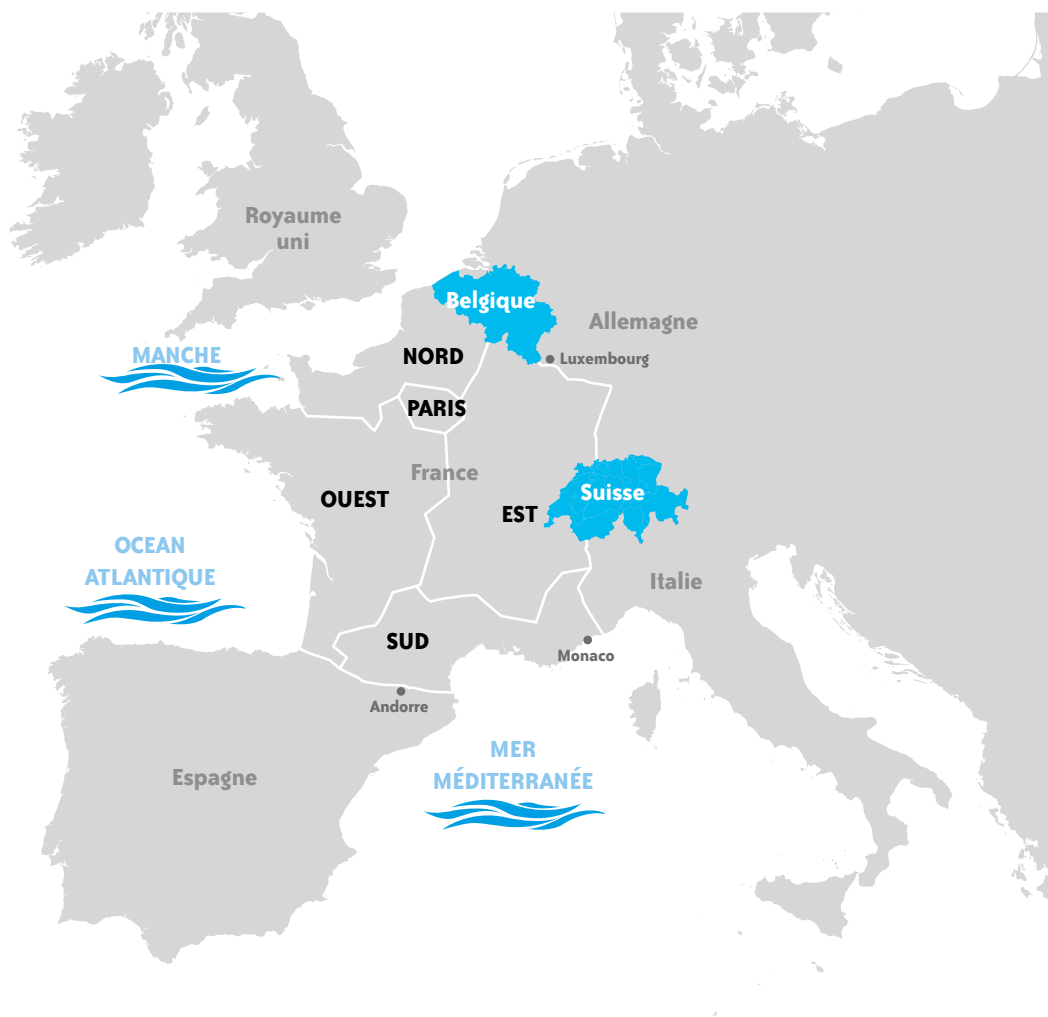 Royaume
uni
Belgique
Allemagne
MANCHE
NORD
Luxembourg
PARIS
France
Suisse
OUEST
EST
OCEAN
ATLANTIQUE
Italie
SUD
Monaco
Andorre
MER
MÉDITERRANÉE
Espagne